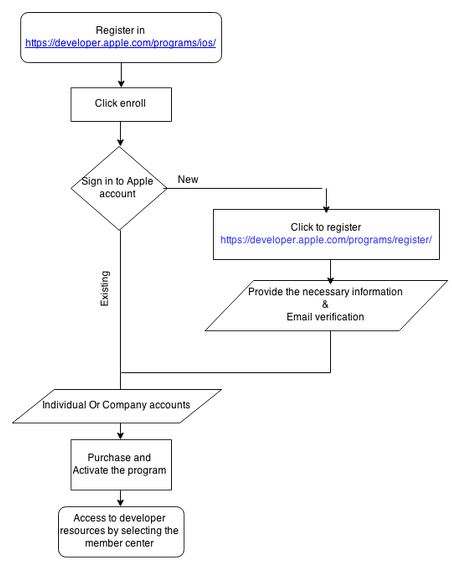 Register in
https://developer.apple.com/programs/ios/
Click enroll
Sign in to Apple
account
New
Click to register
https://developer.apple.com/programs/register/
Provide the necessary information
&
Email verification
Existing
Individual Or Company accounts
Purchase and
Activate the program
Access to developer
resources by selecting the
member center